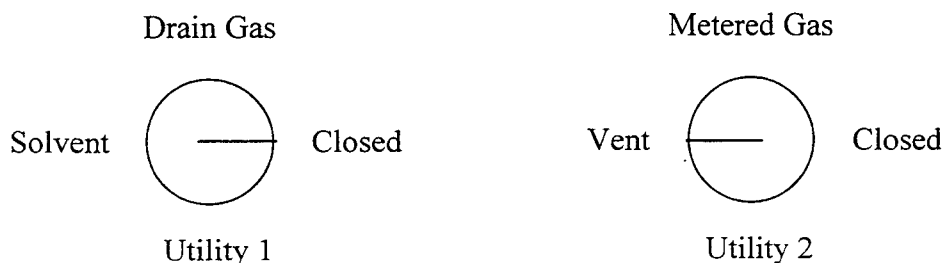 Drain Gas
Metered Gas
Solvent
Closed
Vent
Closed
Utility 1
Utility 2